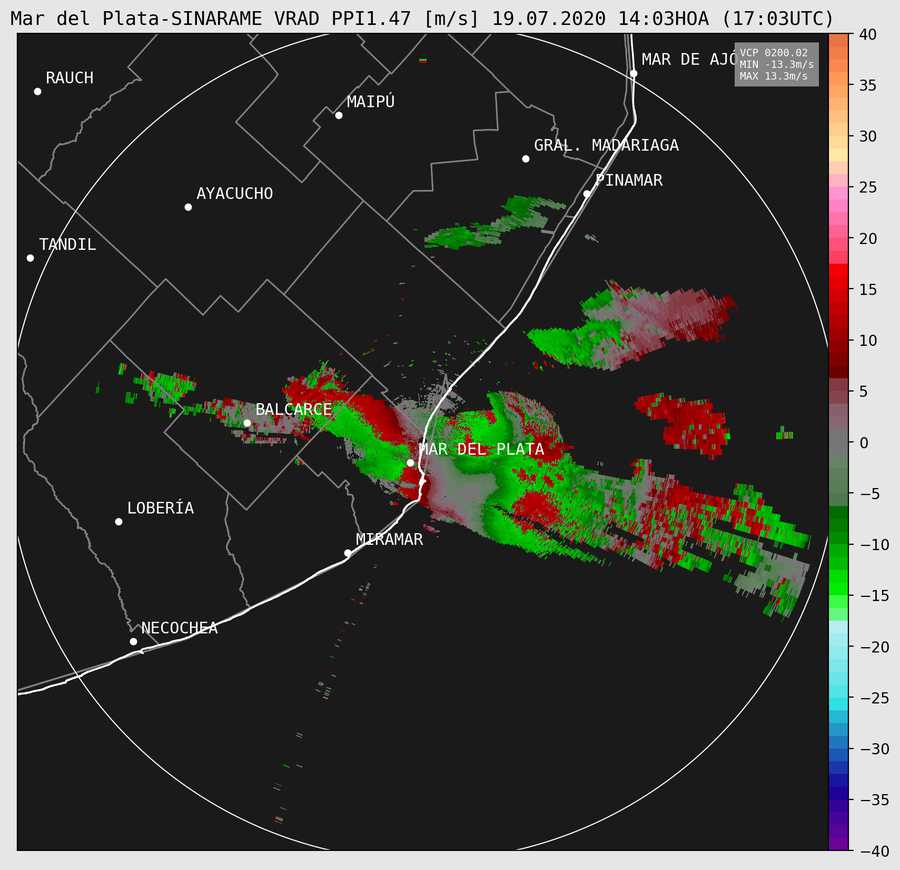 Mar del Plata-SINARAME VRAD PPI1.47 [m/s] 19.07.2020 14:03HOA (17:03UTC)
VCP 0200.02
MIN -13.3m/s
MAX 13.3m/s
MAR DE AJÓ
RAUCH
MAIPÚ
GRAL. MADARIAGA
PINAMAR
AYACUCHO
TANDIL
BALCARCE
MAR DEL PLATA
LOBERÍA
MIRAMAR
NECOCHEA
40
35
30
25
20
15
10
5
0
−5
−10
−15
−20
−25
−30
−35
−40